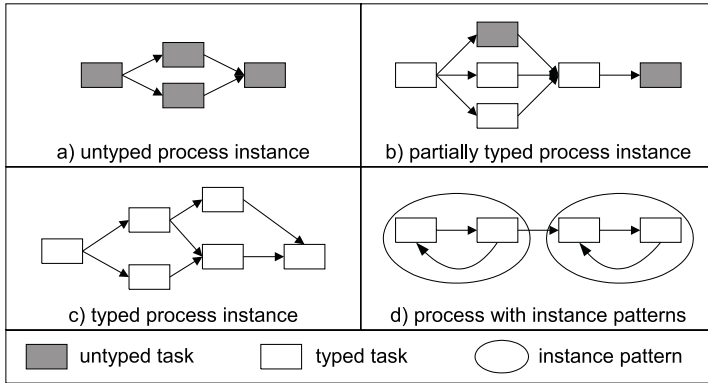 a) untyped process instance
b) partially typed process instance
c) typed process instance
d) process with instance patterns
untyped task
typed task
instance pattern